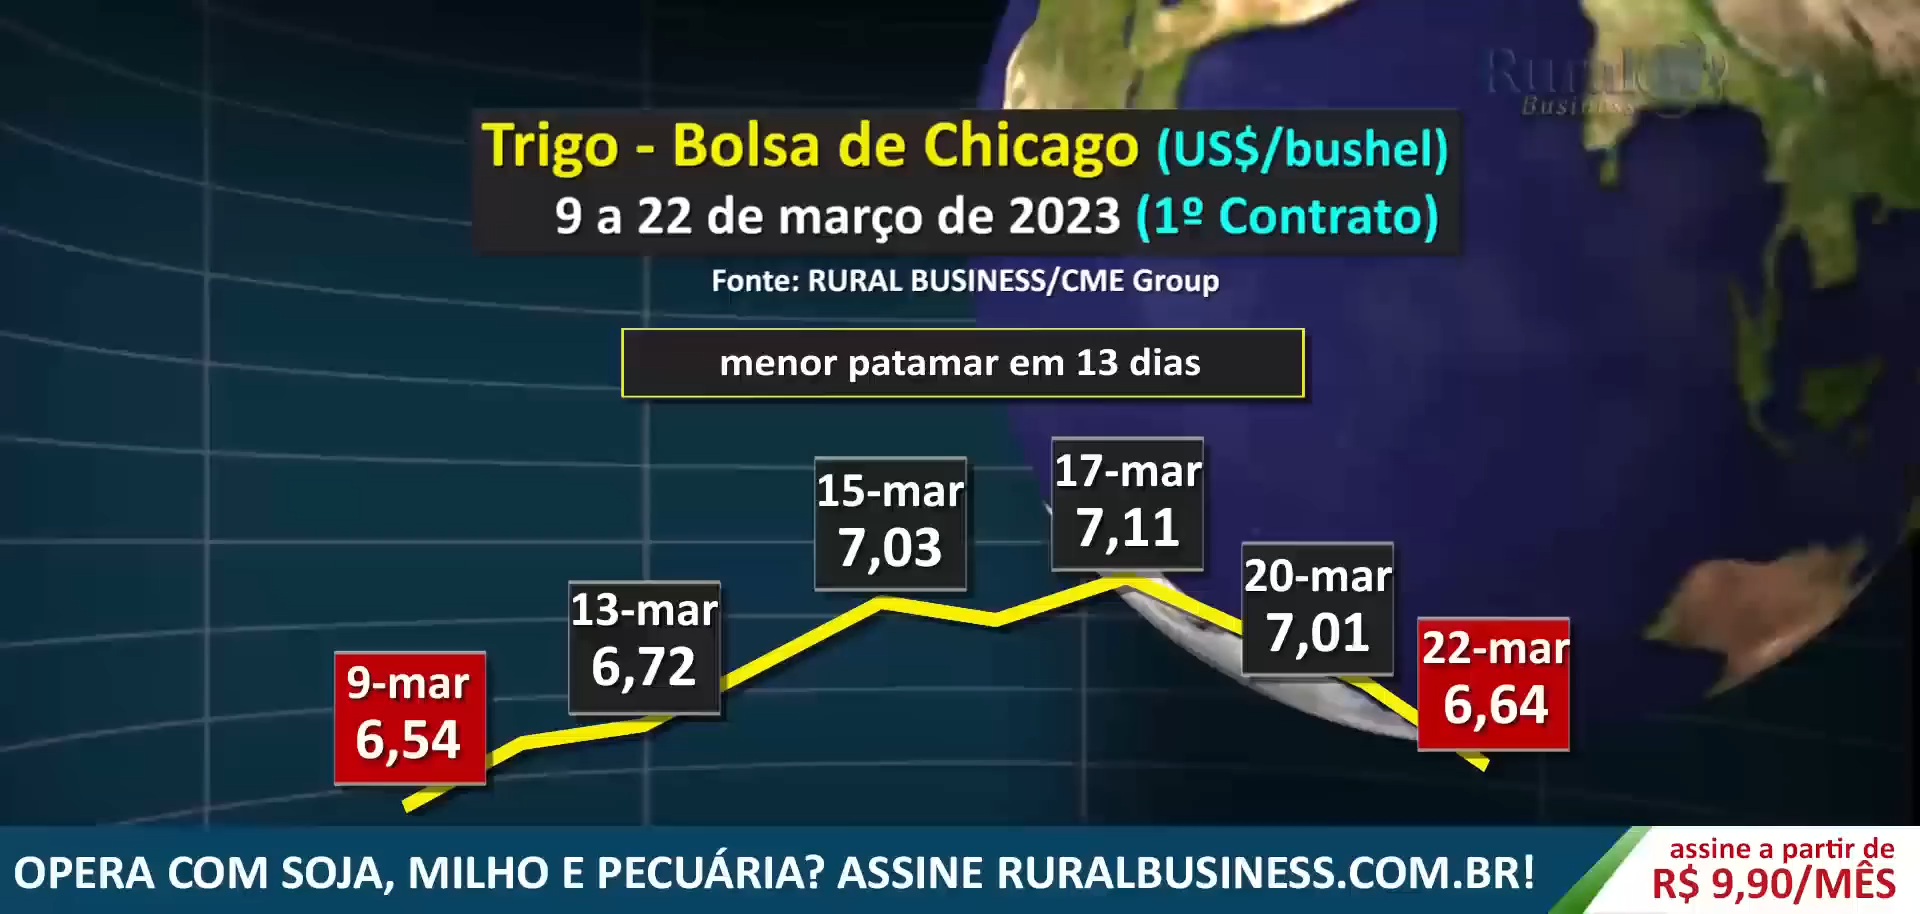 Rural
Business
Trigo - Bolsa de Chicago (US$/bushel)
9 a 22 de março de 2023 (1º Contrato)
Fonte: RURAL BUSINESS/CME Group
menor patamar em 13 dias
9-mar
6,54
13-mar
6,72
15-mar
7,03
17-mar
7,11
20-mar
7,01
22-mar
6,64
OPERA COM SOJA, MILHO E PECUÁRIA? ASSINE RURALBUSINESS.COM.BR!
assine a partir de
R$ 9,90/MÊS